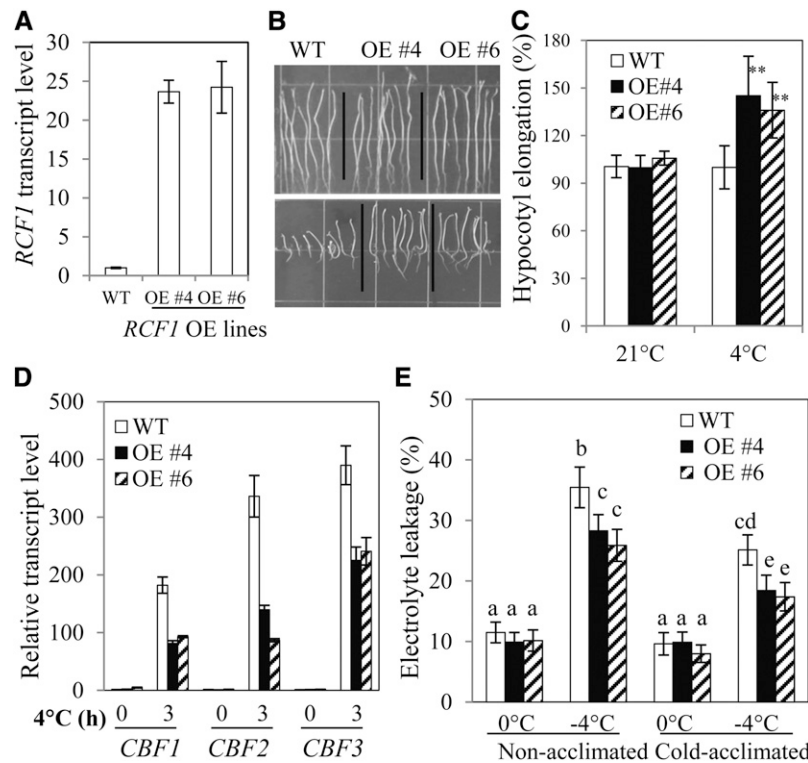 A
RCF1 transcript level
30
25
20
15
10
5
0
WT OE #4 OE #6
RCF1 OE lines
B
WT OE #4 OE #6
C
Hypocotyl elongation (%)
180
150
120
90
60
30
0
WT
OE#4
OE#6
**
**
21°C 4°C
D
Relative transcript level
500
400
300
200
100
0
WT
OE #4
OE #6
4°C (h) 0 3 0 3 0 3
CBF1 CBF2 CBF3
E
Electrolyte leakage (%)
50
40
30
20
10
0
WT
OE #4
OE #6
a a a
b
c
c
a a a
cd
e
e
0°C -4°C 0°C -4°C
Non-acclimated Cold-acclimated